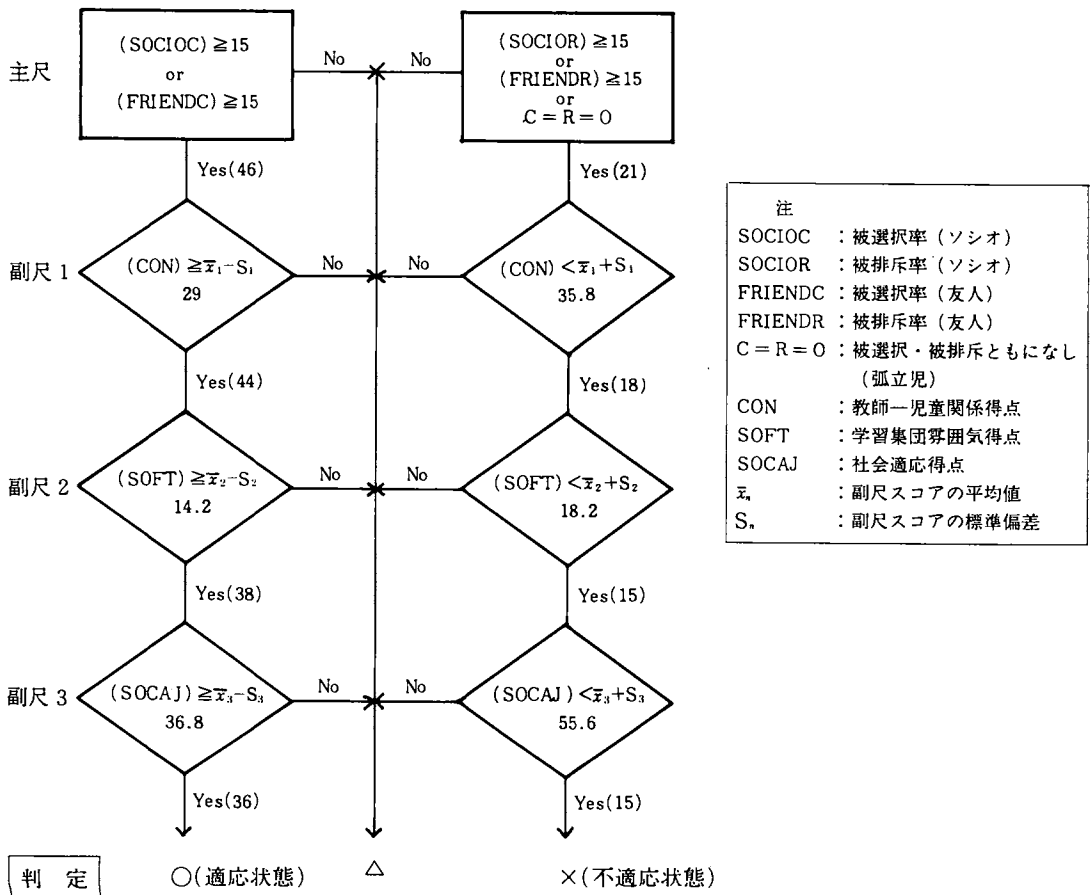 主尺
(SOCIOC)≧15
or
(FRIENDC)≧15
No
No
(SOCIOR)≧15
or
(FRIENDR)≧15
or
C=R=O
Yes(46)
Yes(21)
副尺 1
(CON)≧x̅₁−S₁
29
No
No
(CON)<x̅₁+S₁
35.8
Yes(44)
Yes(18)
副尺 2
(SOFT)≧x̅₂−S₂
14.2
No
No
(SOFT)<x̅₂+S₂
18.2
Yes(38)
Yes(15)
副尺 3
(SOCAJ)≧x̅₃−S₃
36.8
No
No
(SOCAJ)<x̅₃+S₃
55.6
Yes(36)
Yes(15)
判 定
○(適応状態)
△
×(不適応状態)
注
SOCIOC :被選択率(ソシオ)
SOCIOR :被排斥率(ソシオ)
FRIENDC:被選択率(友人)
FRIENDR:被排斥率(友人)
C=R=O :被選択・被排斥ともになし
(弧立児)
CON :教師―児童関係得点
SOFT :学習集団雰囲気得点
SOCAJ :社会適応得点
x̅ₙ :副尺スコアの平均値
Sₙ :副尺スコアの標準偏差